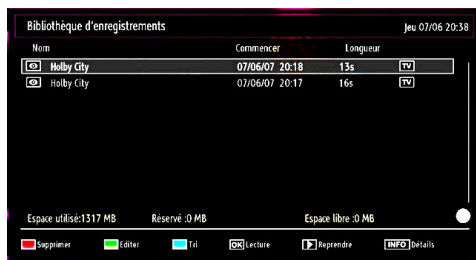 Bibliothèque d'enregistrements Jeu 07/06 20:38
Nom Commencer Longueur
Holby City 07/06/07 20:18 13s TV
Holby City 07/06/07 20:17 16s TV
Espace utilisé:1317 MB Réservé :0 MB Espace libre :0 MB
Supprimer Editer Tri OK Lecture Reprendre INFO Détails